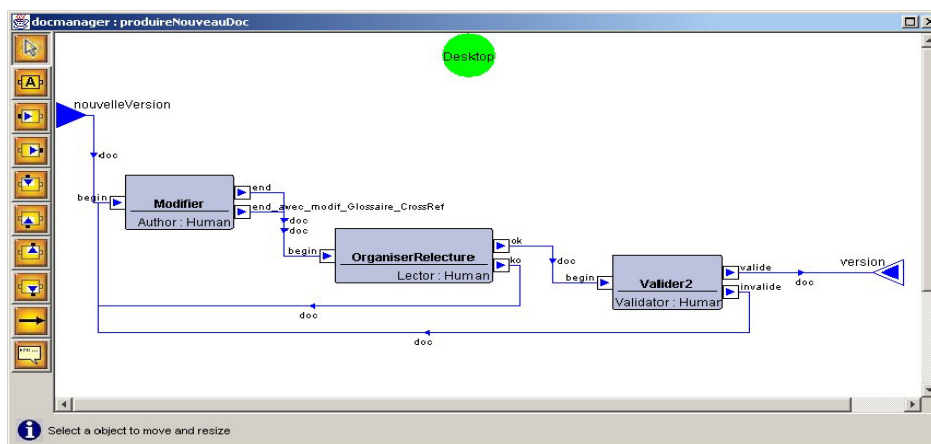 docmanager : produireNouveauDoc
Desktop
nouvelleVersion
doc
begin
Modifier
Author : Human
end
end_avec_modif_Glossaire_CrossRef
doc
doc
begin
OrganiserRelecture
Lector : Human
ok
ko
doc
begin
Valider2
Validator : Human
valide
invalide
doc
version
doc
doc
A
Select a object to move and resize